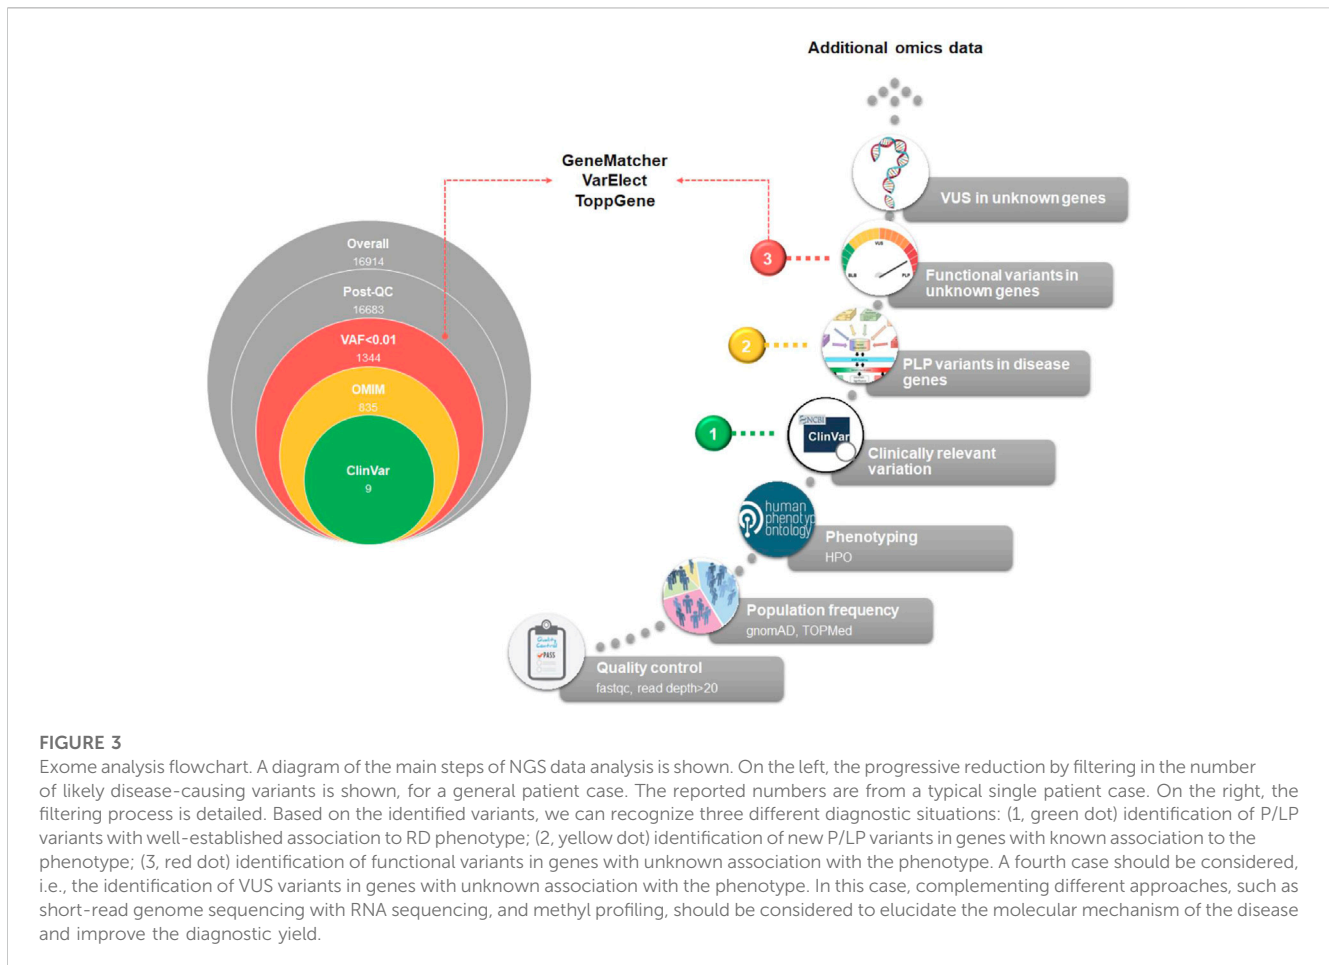 Additional omics data
GeneMatcher
VarElect
ToppGene
Overall
16914
Post-QC
16683
VAF<0.01
1344
OMIM
835
ClinVar
9
VUS in unknown genes
3
VUS
BLB
PLP
Functional variants in
unknown genes
2
PLP variants in disease
genes
1
NCBI
ClinVar
Clinically relevant
variation
human
phenotyp
ontology
Phenotyping
HPO
Population frequency
gnomAD, TOPMed
Quality
Control
PASS
Quality control
fastqc, read depth>20
FIGURE 3
Exome analysis flowchart. A diagram of the main steps of NGS data analysis is shown. On the left, the progressive reduction by filtering in the number
of likely disease-causing variants is shown, for a general patient case. The reported numbers are from a typical single patient case. On the right, the
filtering process is detailed. Based on the identified variants, we can recognize three different diagnostic situations: (1, green dot) identification of P/LP
variants with well-established association to RD phenotype; (2, yellow dot) identification of new P/LP variants in genes with known association to the
phenotype; (3, red dot) identification of functional variants in genes with unknown association with the phenotype. A fourth case should be considered,
i.e., the identification of VUS variants in genes with unknown association with the phenotype. In this case, complementing different approaches, such as
short-read genome sequencing with RNA sequencing, and methyl profiling, should be considered to elucidate the molecular mechanism of the disease
and improve the diagnostic yield.